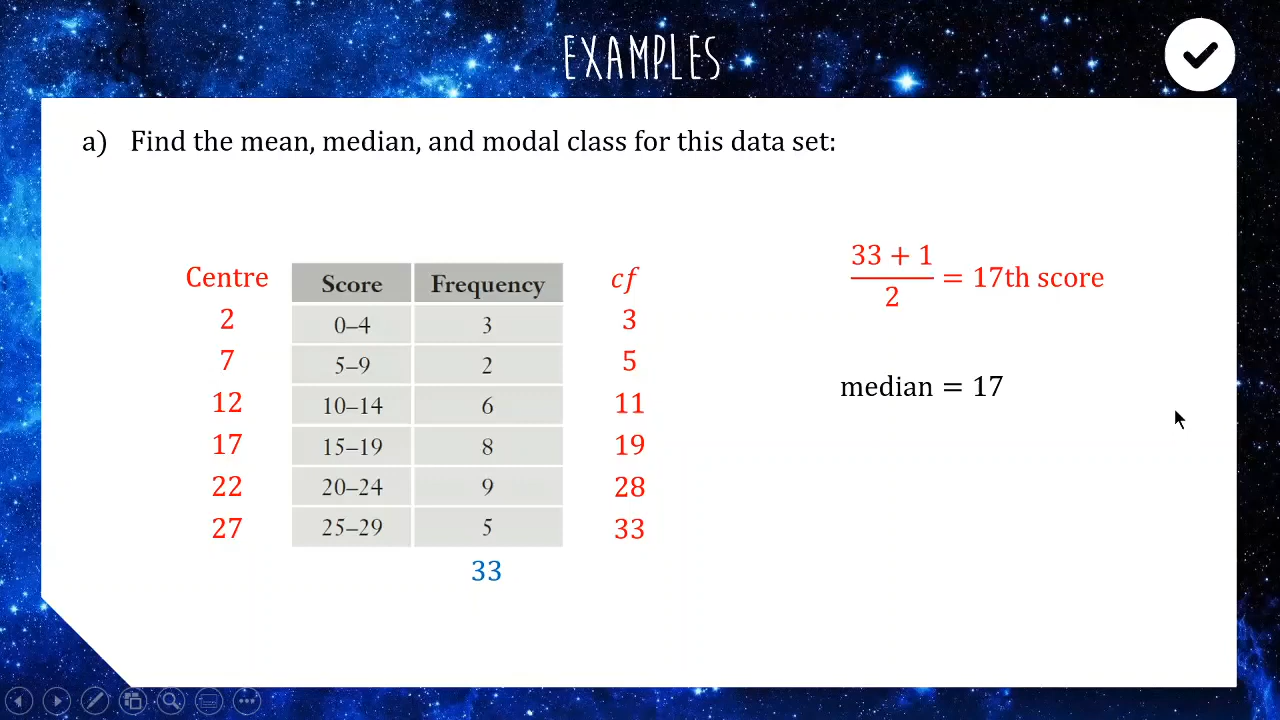 EXAMPLES
a) Find the mean, median, and modal class for this data set:
Centre Score Frequency cf
2 0–4 3 3
7 5–9 2 5
12 10–14 6 11
17 15–19 8 19
22 20–24 9 28
27 25–29 5 33
33
33 + 1
2
= 17th score
median = 17